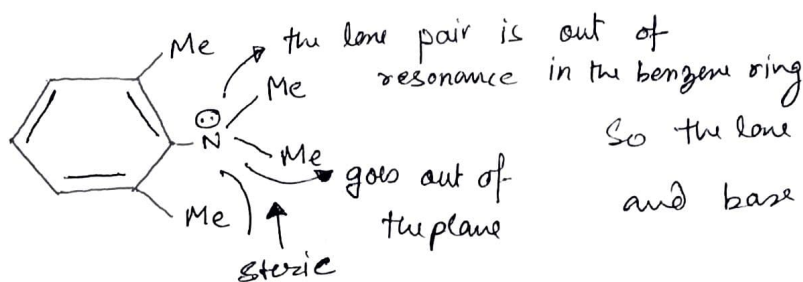 Me
the lone pair is out of
Me
resonance in the benzene ring
N
So the lone
Me
goes out of
and base
Me
the plane
steric